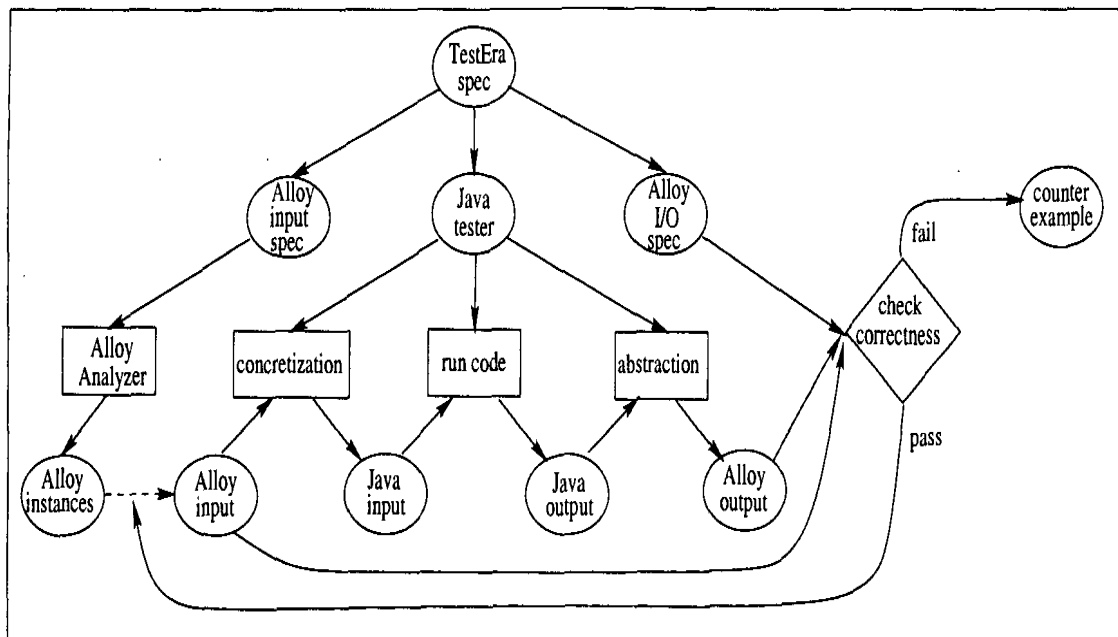 TestEra
spec
Alloy
input
spec
Java
tester
Alloy
I/O
spec
counter
example
fail
check
correctness
Alloy
Analyzer
concretization
run code
abstraction
pass
Alloy
instances
Alloy
input
Java
input
Java
output
Alloy
output